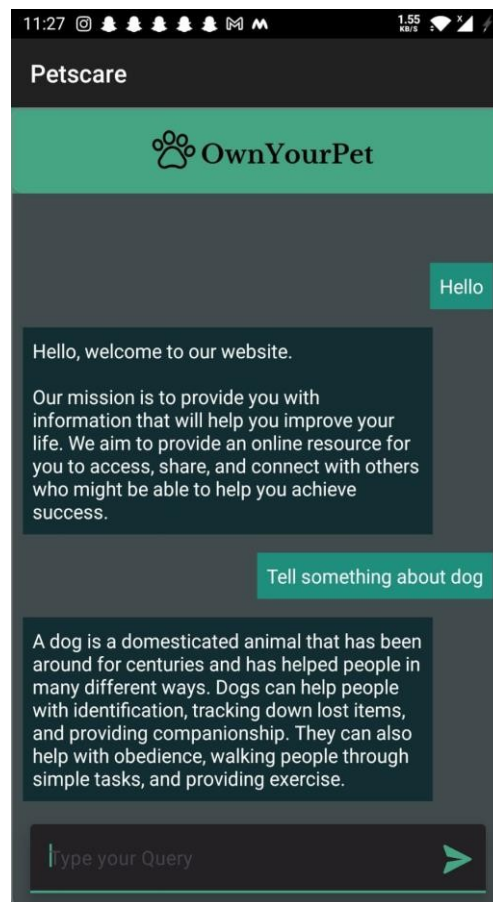 11:27
1.55
KB/S
Petscare
OwnYourPet
Hello
Hello, welcome to our website.
Our mission is to provide you with
information that will help you improve your
life. We aim to provide an online resource for
you to access, share, and connect with others
who might be able to help you achieve
success.
Tell something about dog
A dog is a domesticated animal that has been
around for centuries and has helped people in
many different ways. Dogs can help people
with identification, tracking down lost items,
and providing companionship. They can also
help with obedience, walking people through
simple tasks, and providing exercise.
Type your Query